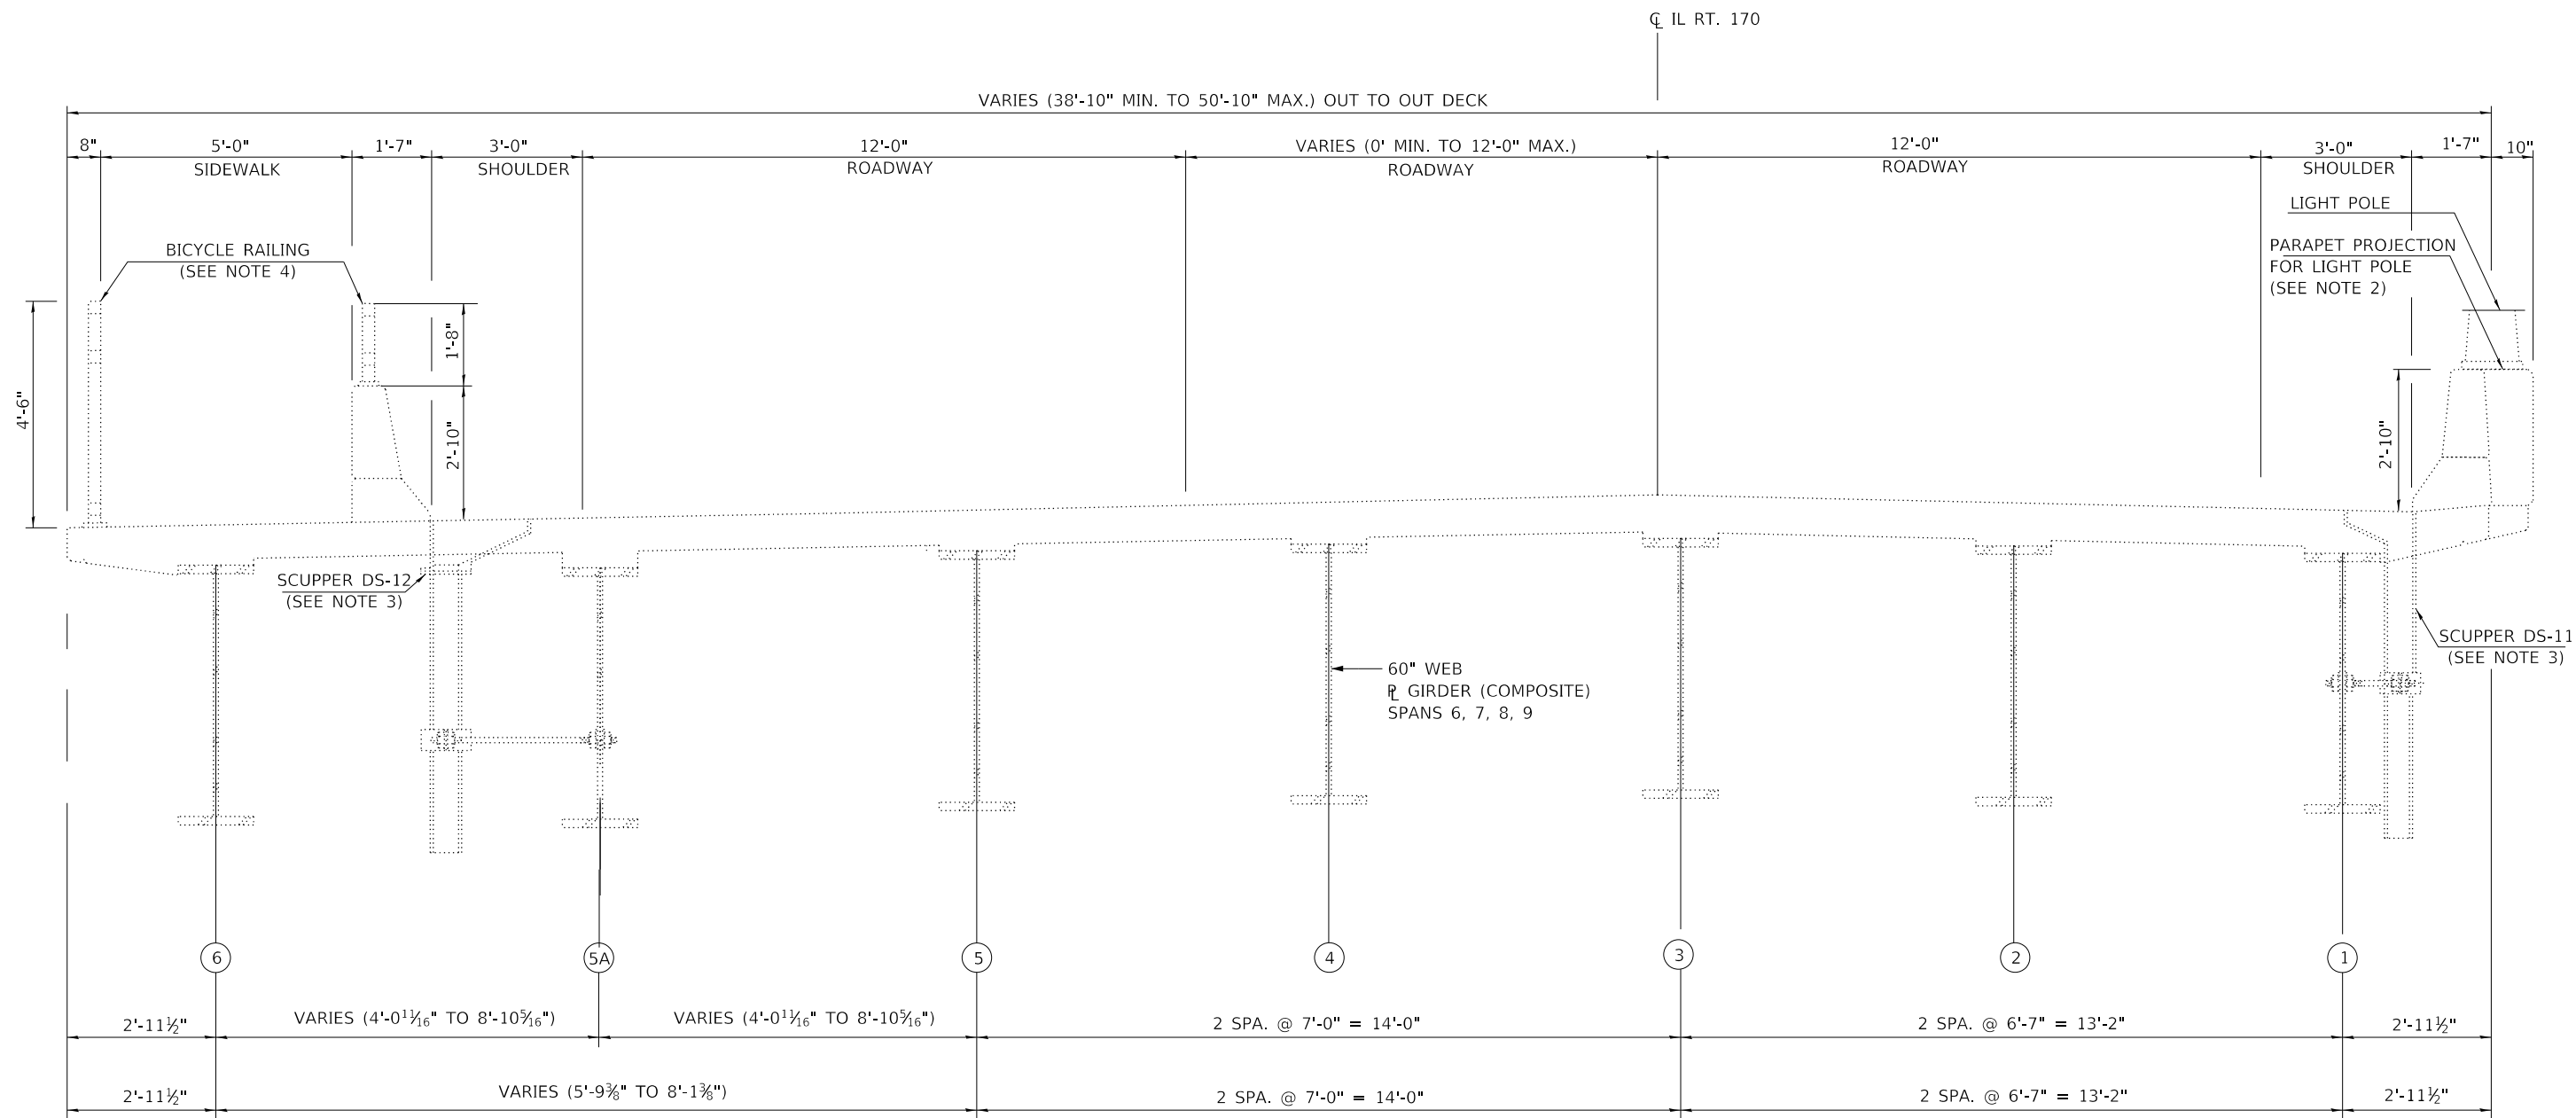 ℄ IL RT. 170
VARIES (38'-10" MIN. TO 50'-10" MAX.) OUT TO OUT DECK
8"
5'-0"
SIDEWALK
1'-7"
3'-0"
SHOULDER
12'-0"
ROADWAY
VARIES (0' MIN. TO 12'-0" MAX.)
ROADWAY
12'-0"
ROADWAY
3'-0"
SHOULDER
1'-7"
10"
LIGHT POLE
PARAPET PROJECTION
FOR LIGHT POLE
(SEE NOTE 2)
BICYCLE RAILING
(SEE NOTE 4)
4'-6"
1'-8"
2'-10"
2'-10"
SCUPPER DS-12
(SEE NOTE 3)
60" WEB
⅊ GIRDER (COMPOSITE)
SPANS 6, 7, 8, 9
SCUPPER DS-11
(SEE NOTE 3)
6
5A
5
4
3
2
1
2'-11½"
VARIES (4'-0¹¹⁄₁₆" TO 8'-10⁵⁄₁₆")
VARIES (4'-0¹¹⁄₁₆" TO 8'-10⁵⁄₁₆")
2 SPA. @ 7'-0" = 14'-0"
2 SPA. @ 6'-7" = 13'-2"
2'-11½"
2'-11½"
VARIES (5'-9⅜" TO 8'-1⅜")
2 SPA. @ 7'-0" = 14'-0"
2 SPA. @ 6'-7" = 13'-2"
2'-11½"